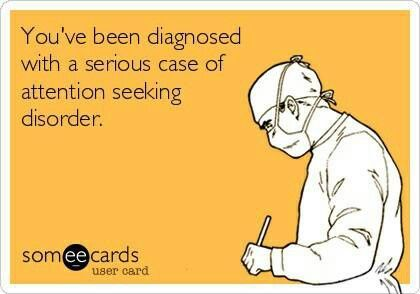 You've been diagnosed
with a serious case of
attention seeking
disorder.
someecards
user card